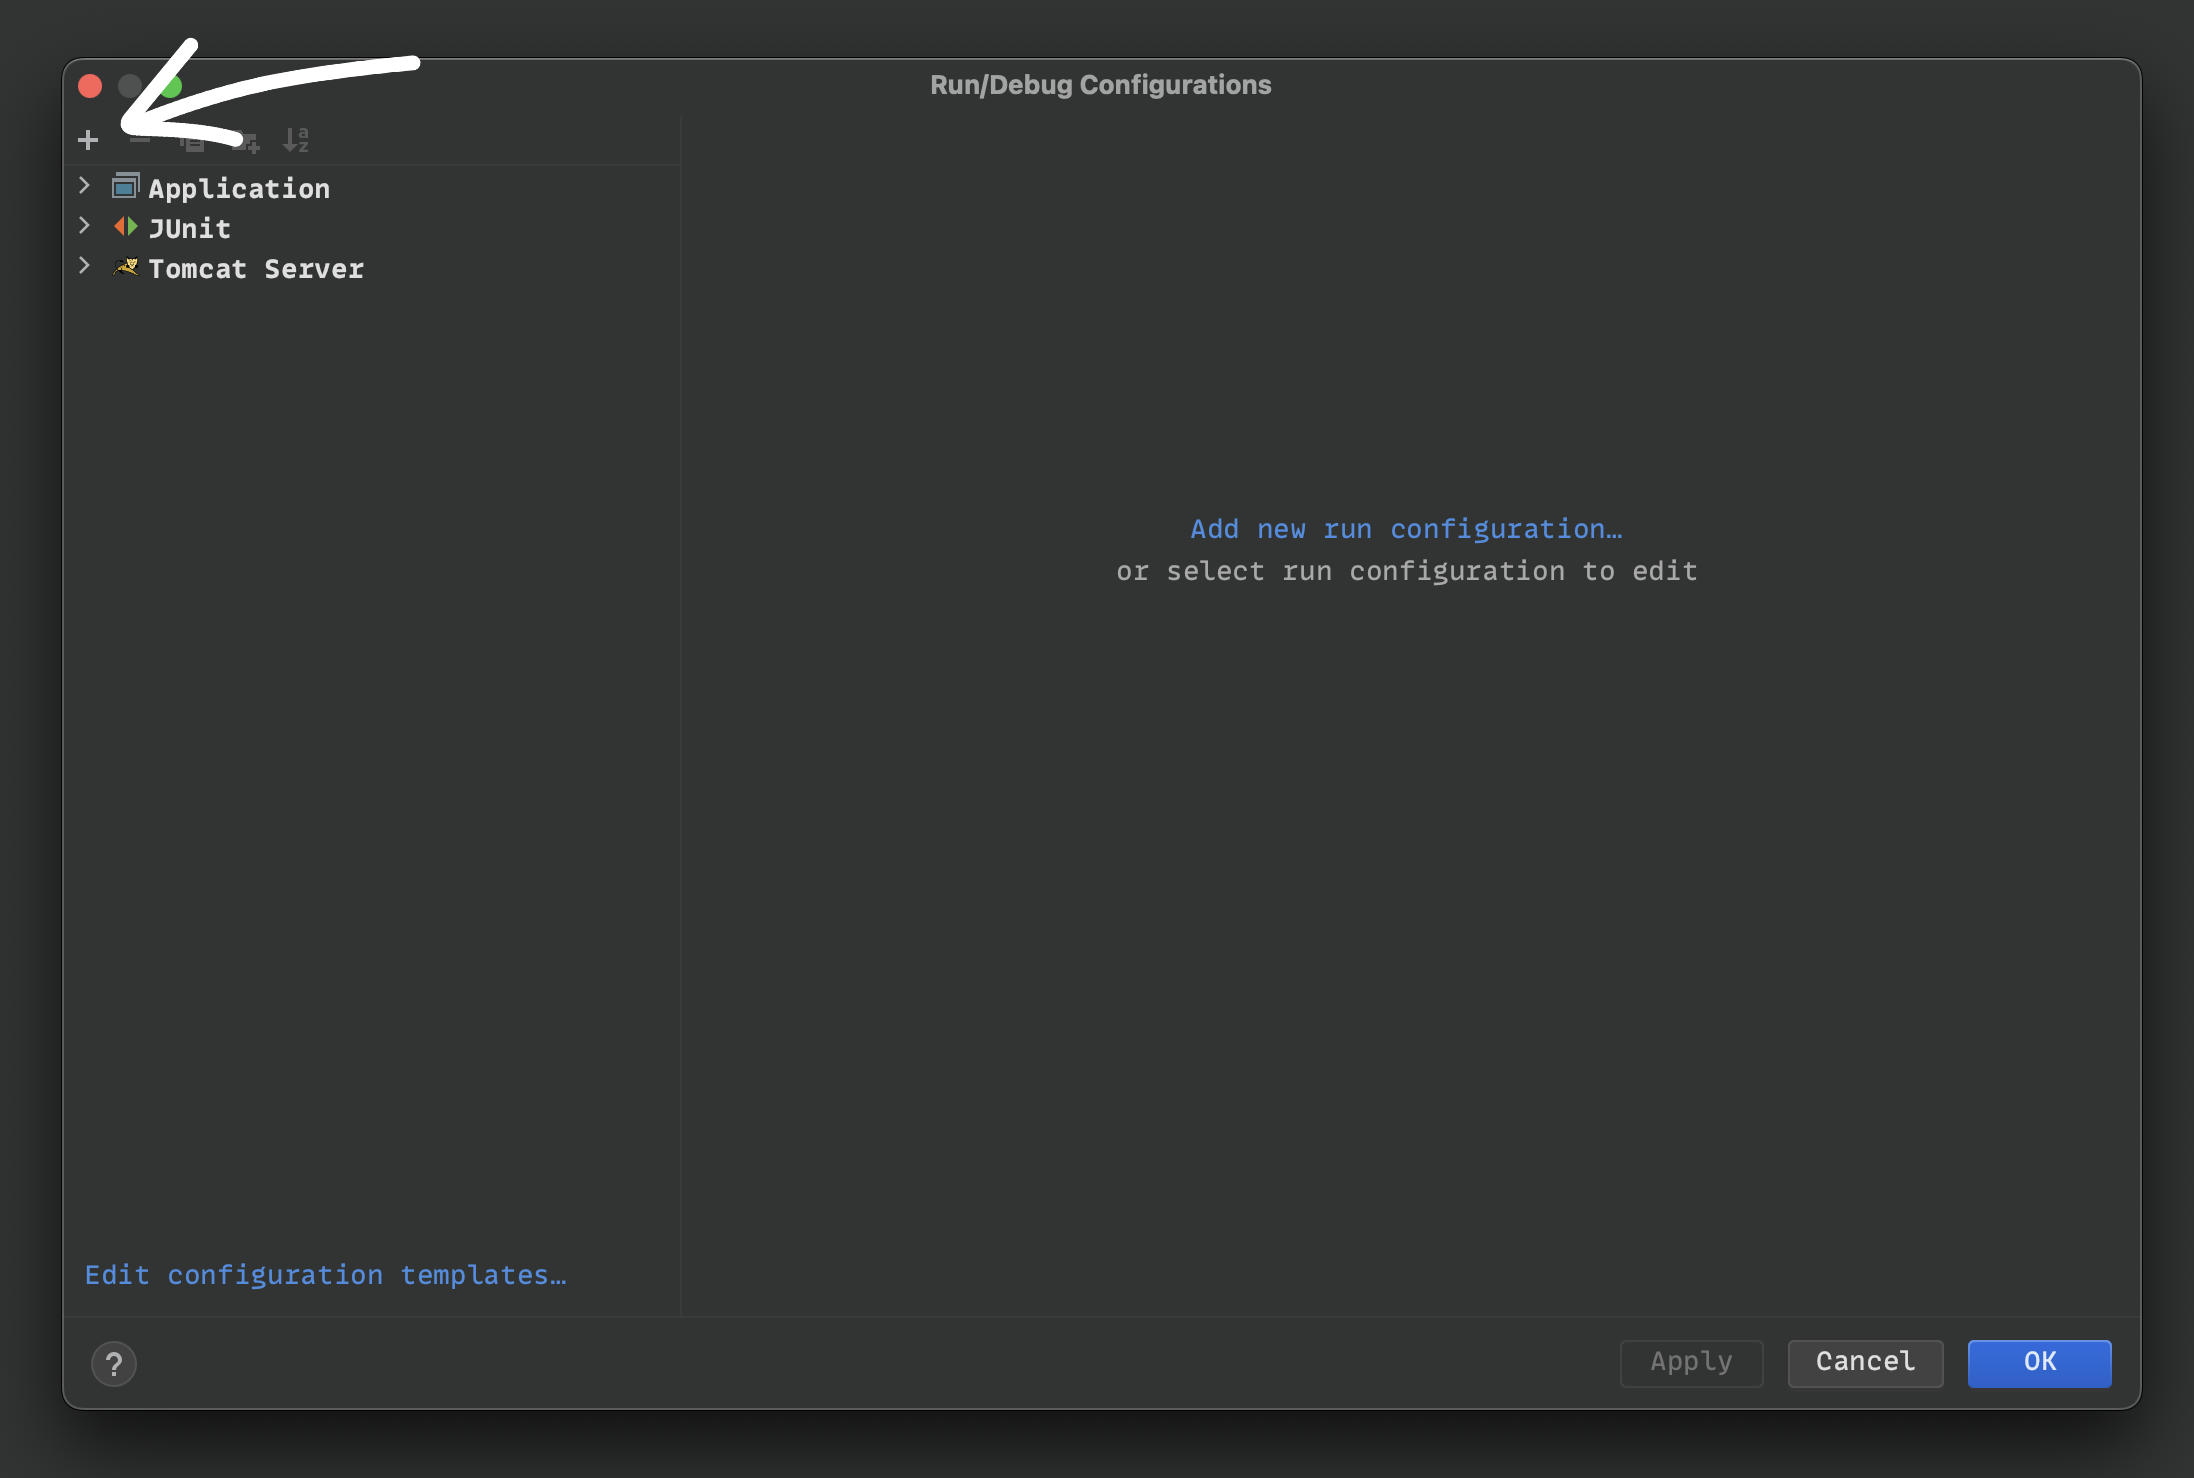 Run/Debug Configurations
Application
JUnit
Tomcat Server
Add new run configuration…
or select run configuration to edit
Edit configuration templates…
?
Apply
Cancel
OK